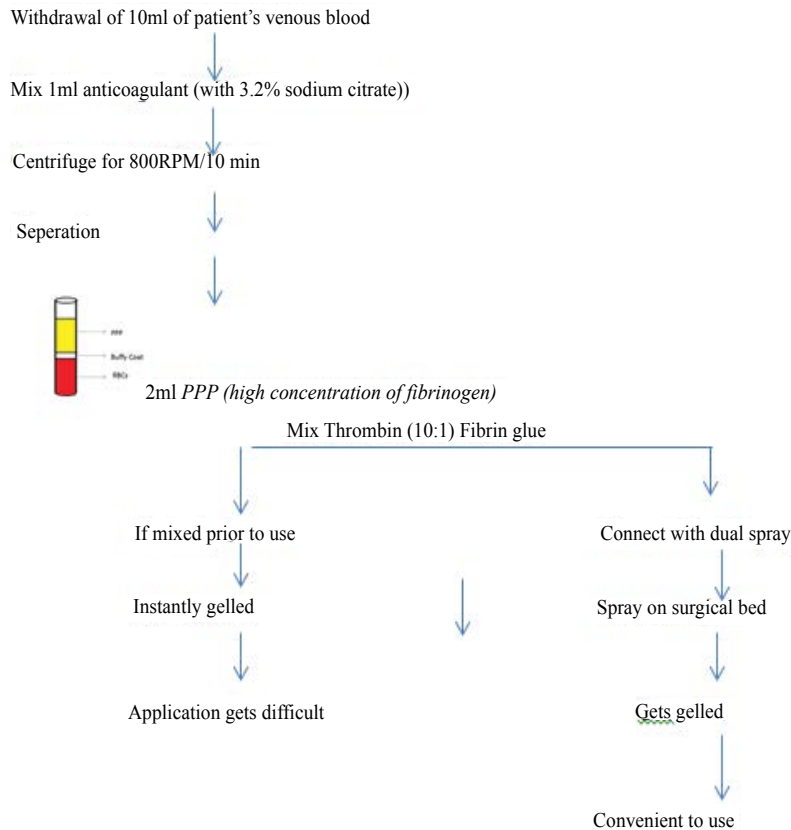 Withdrawal of 10ml of patient’s venous blood
Mix 1ml anticoagulant (with 3.2% sodium citrate))
Centrifuge for 800RPM/10 min
Seperation
PPP
Buffy Coat
RBCs
2ml PPP (high concentration of fibrinogen)
Mix Thrombin (10:1) Fibrin glue
If mixed prior to use
Connect with dual spray
Instantly gelled
Spray on surgical bed
Application gets difficult
Gets gelled
Convenient to use